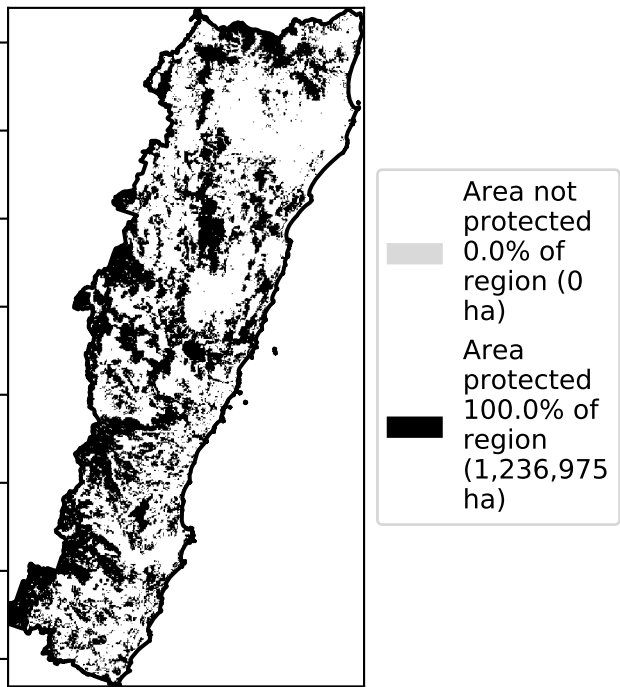 Area not
protected
0.0% of
region (0
ha)
Area
protected
100.0% of
region
(1,236,975
ha)